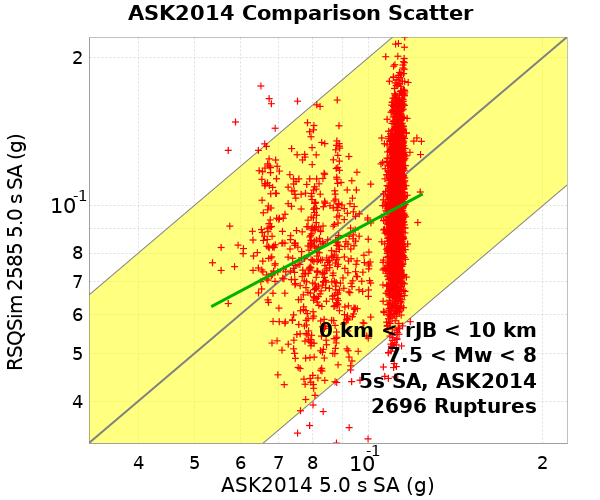 ASK2014 Comparison Scatter
RSQSim 2585 5.0 s SA (g)
2
10-1
8
7
6
5
4
0 km < rJB < 10 km
7.5 < Mw < 8
5s SA, ASK2014
2696 Ruptures
4 5 6 7 8 10-1 2
ASK2014 5.0 s SA (g)